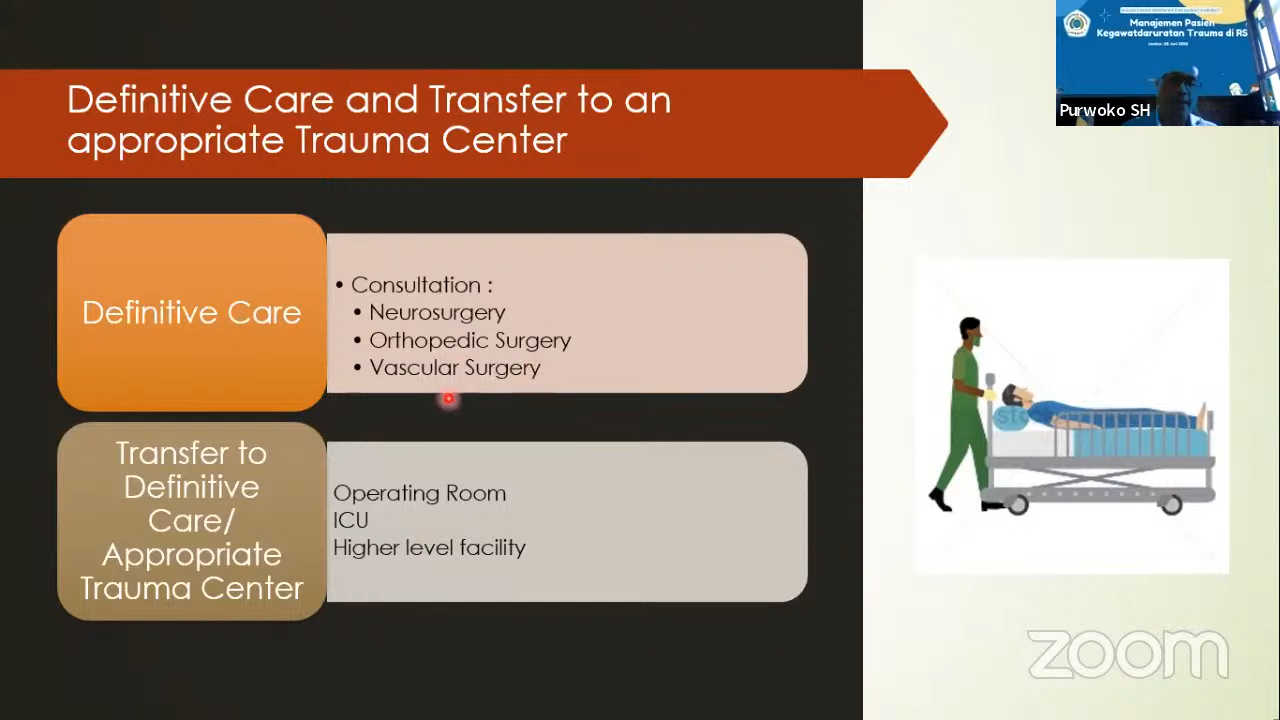 Definitive Care and Transfer to an
appropriate Trauma Center
Manajemen Pasien
Kegawatdaruratan Trauma di RS
Purwoko SH
Definitive Care
• Consultation :
• Neurosurgery
• Orthopedic Surgery
• Vascular Surgery
Transfer to
Definitive
Care/
Appropriate
Trauma Center
Operating Room
ICU
Higher level facility
zoom